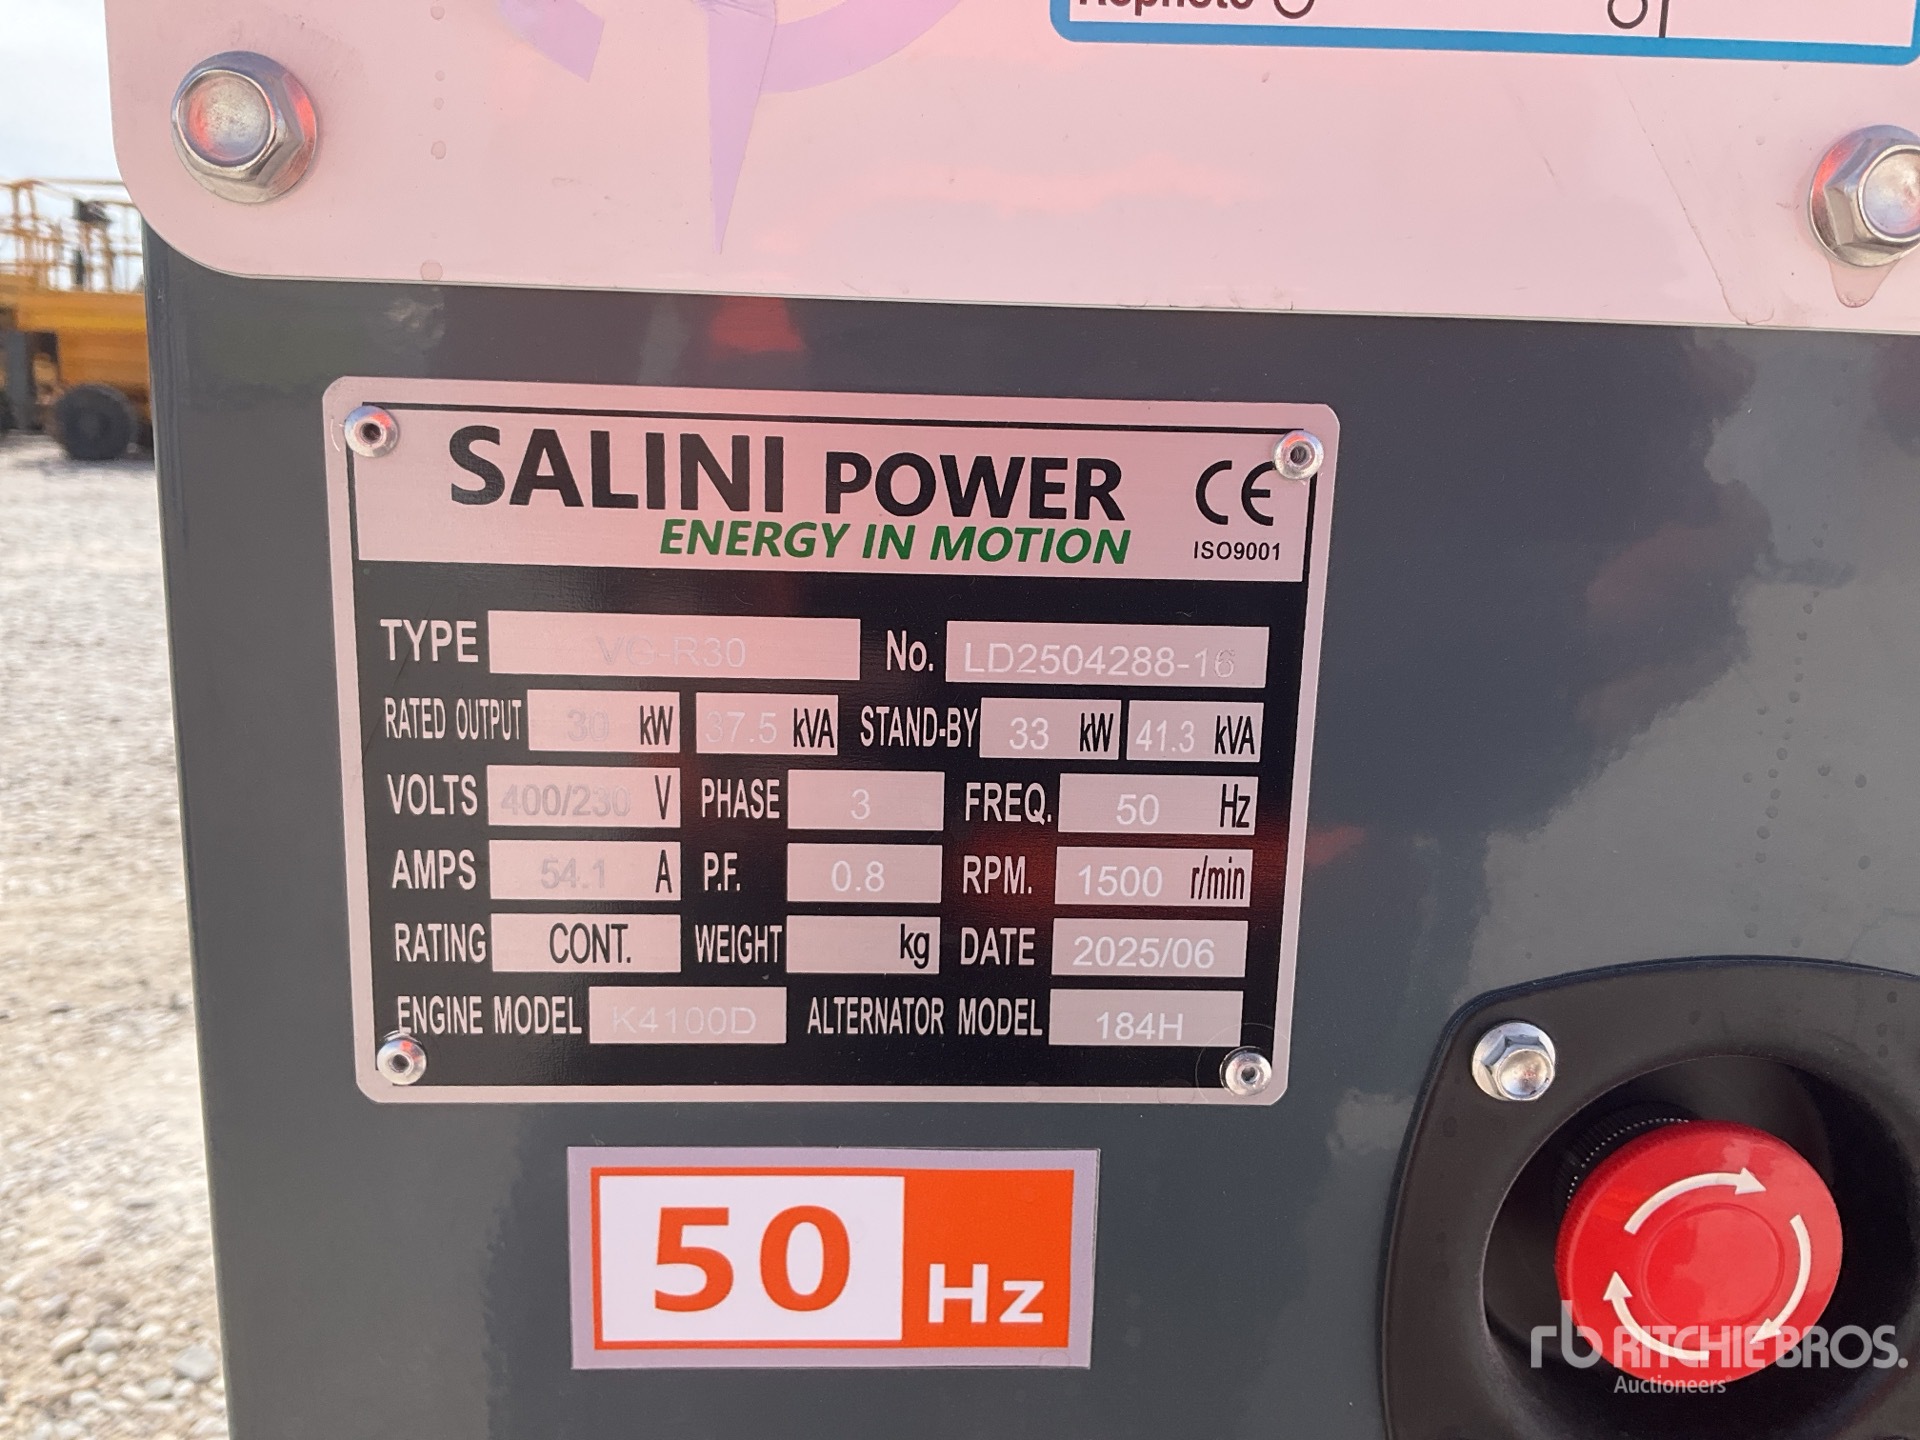 SALINI POWER CE
ENERGY IN MOTION ISO9001
TYPE VG-R30 No. LD2504288-16
RATED OUTPUT 30 kW 37.5 kVA STAND-BY 33 kW 41.3 kVA
VOLTS 400/230 V PHASE 3 FREQ. 50 Hz
AMPS 54.1 A P.F. 0.8 RPM. 1500 r/min
RATING CONT. WEIGHT kg DATE 2025/06
ENGINE MODEL K4100D ALTERNATOR MODEL 184H
50 Hz
rb RITCHIE BROS.
Auctioneers